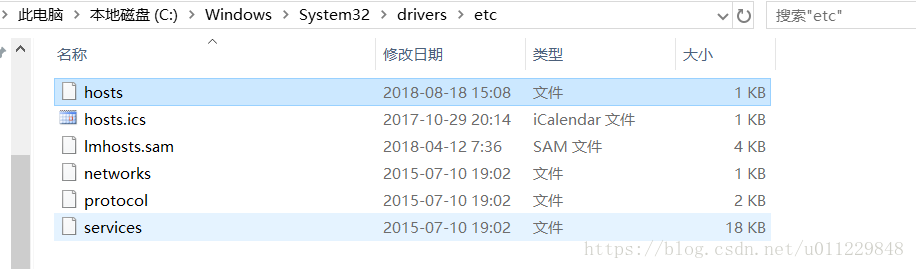 此电脑 › 本地磁盘 (C:) › Windows › System32 › drivers › etc
搜索"etc"
名称 修改日期 类型 大小
hosts 2018-08-18 15:08 文件 1 KB
hosts.ics 2017-10-29 20:14 iCalendar 文件 1 KB
lmhosts.sam 2018-04-12 7:36 SAM 文件 4 KB
networks 2015-07-10 19:02 文件 1 KB
protocol 2015-07-10 19:02 文件 2 KB
services 2015-07-10 19:02 文件 18 KB
https://blog.csdn.net/u011229848